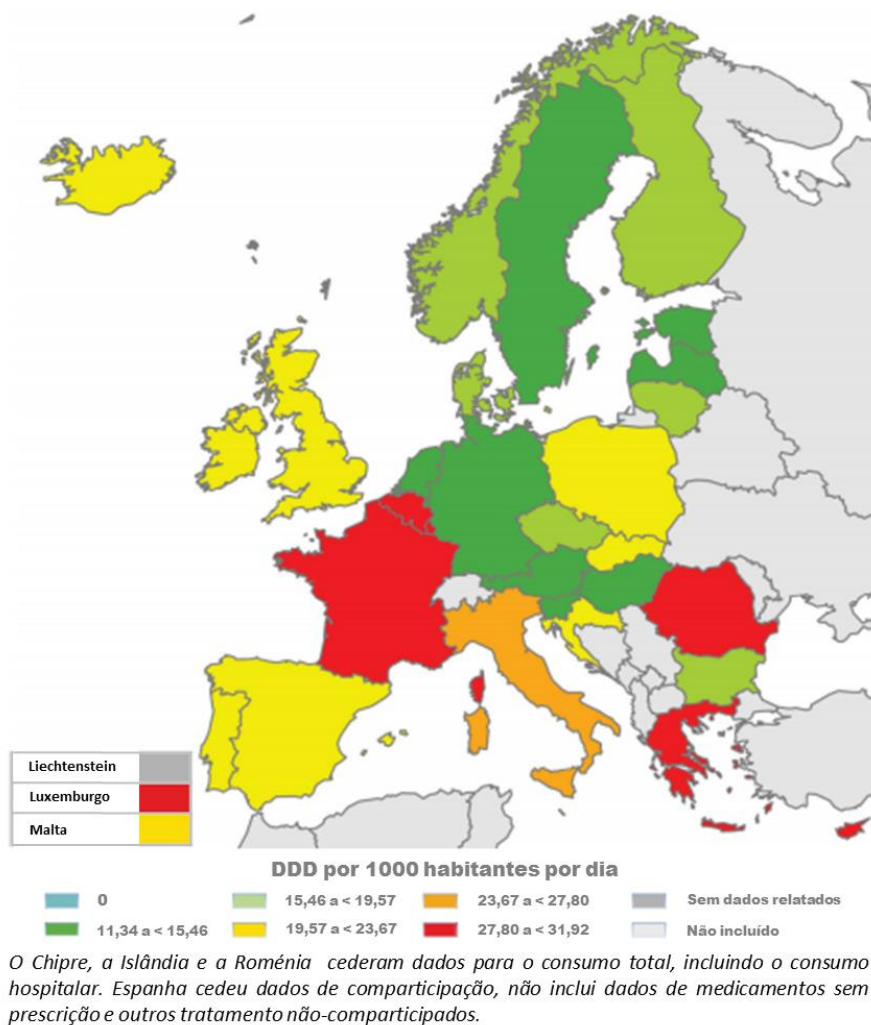 Liechtenstein
Luxemburgo
Malta
DDD por 1000 habitantes por dia
0
15,46 a < 19,57
23,67 a < 27,80
Sem dados relatados
11,34 a < 15,46
19,57 a < 23,67
27,80 a < 31,92
Não incluído
O Chipre, a Islândia e a Roménia cederam dados para o consumo total, incluindo o consumo
hospitalar. Espanha cedeu dados de comparticipação, não inclui dados de medicamentos sem
prescrição e outros tratamento não-comparticipados.